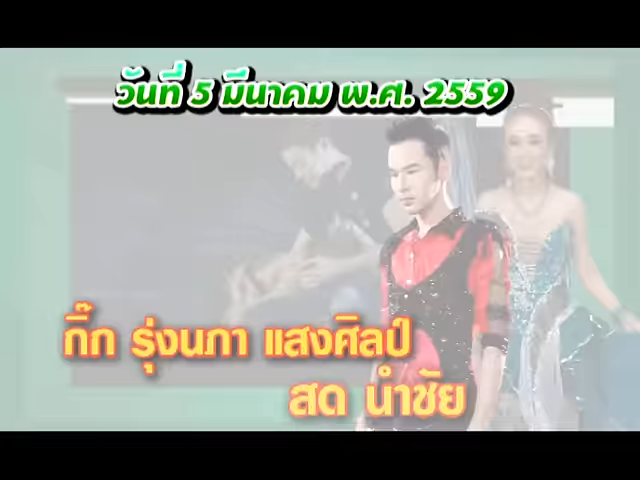 วันที่ 5 มีนาคม พ.ศ. 2559
กิ๊ก รุ่งนภา แสงศิลป์
สด นำชัย